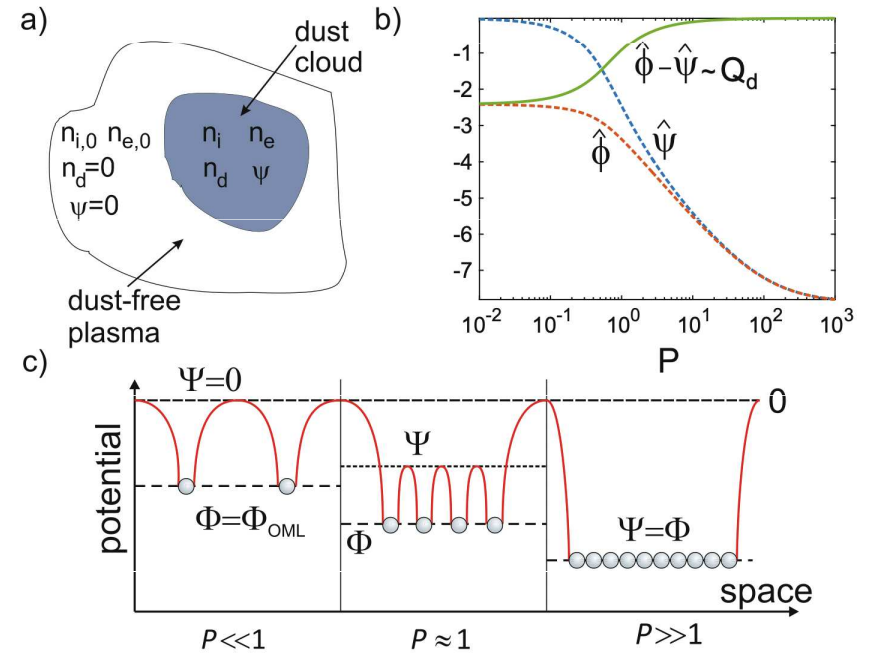 a)
dust
cloud
n_i,0 n_e,0
n_d=0
ψ=0
n_i n_e
n_d ψ
dust-free
plasma
b)
-1
-2
-3
-4
-5
-6
-7
ϕ̂ – ψ̂ ~ Q_d
ψ̂
ϕ̂
10^-2 10^-1 10^0 10^1 10^2 10^3
P
c)
Ψ=0
0
Ψ
Φ=Φ_OML
Φ
Ψ=Φ
potential
space
P<<1 P≈1 P>>1